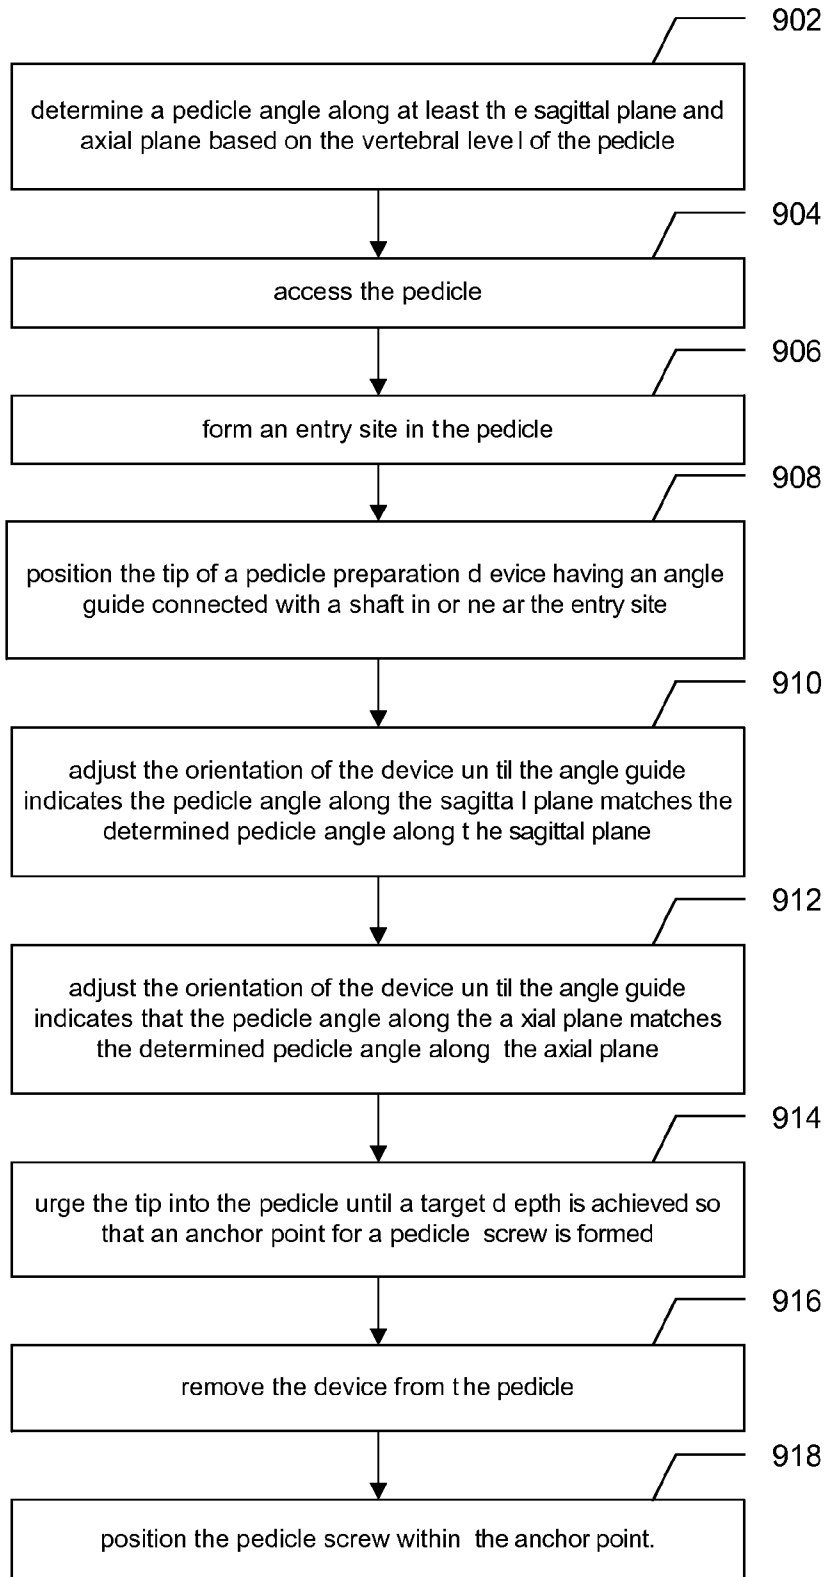 902
determine a pedicle angle along at least th e sagittal plane and
axial plane based on the vertebral leve l of the pedicle
904
access the pedicle
906
form an entry site in the pedicle
908
position the tip of a pedicle preparation d evice having an angle
guide connected with a shaft in or ne ar the entry site
910
adjust the orientation of the device un til the angle guide
indicates the pedicle angle along the sagitta l plane matches the
determined pedicle angle along t he sagittal plane
912
adjust the orientation of the device un til the angle guide
indicates that the pedicle angle along the a xial plane matches
the determined pedicle angle along  the axial plane
914
urge the tip into the pedicle until a target d epth is achieved so
that an anchor point for a pedicle  screw is formed
916
remove the device from the pedicle
918
position the pedicle screw within  the anchor point.